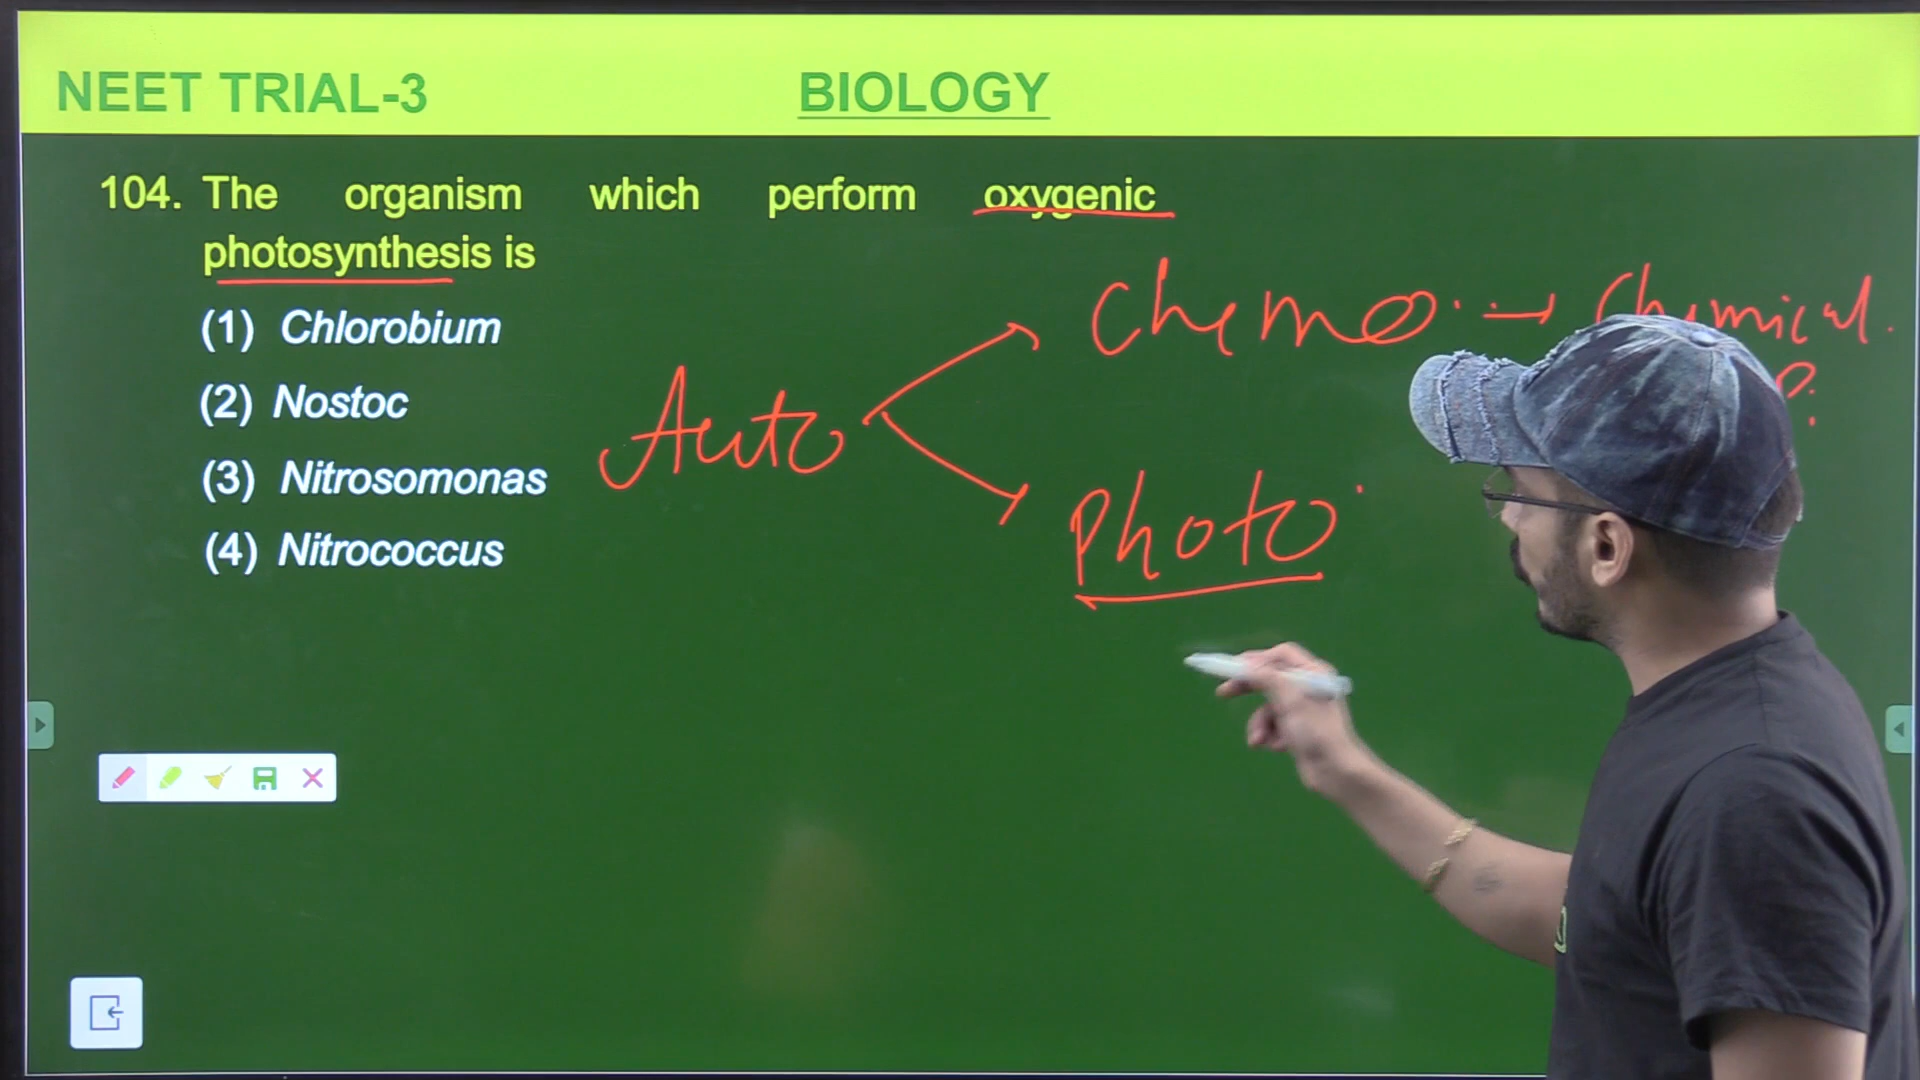 NEET TRIAL-3
BIOLOGY
104. The organism which perform oxygenic
photosynthesis is
(1) Chlorobium
(2) Nostoc
(3) Nitrosomonas
(4) Nitrococcus
Auto
Chemo. → Chemical.
Photo